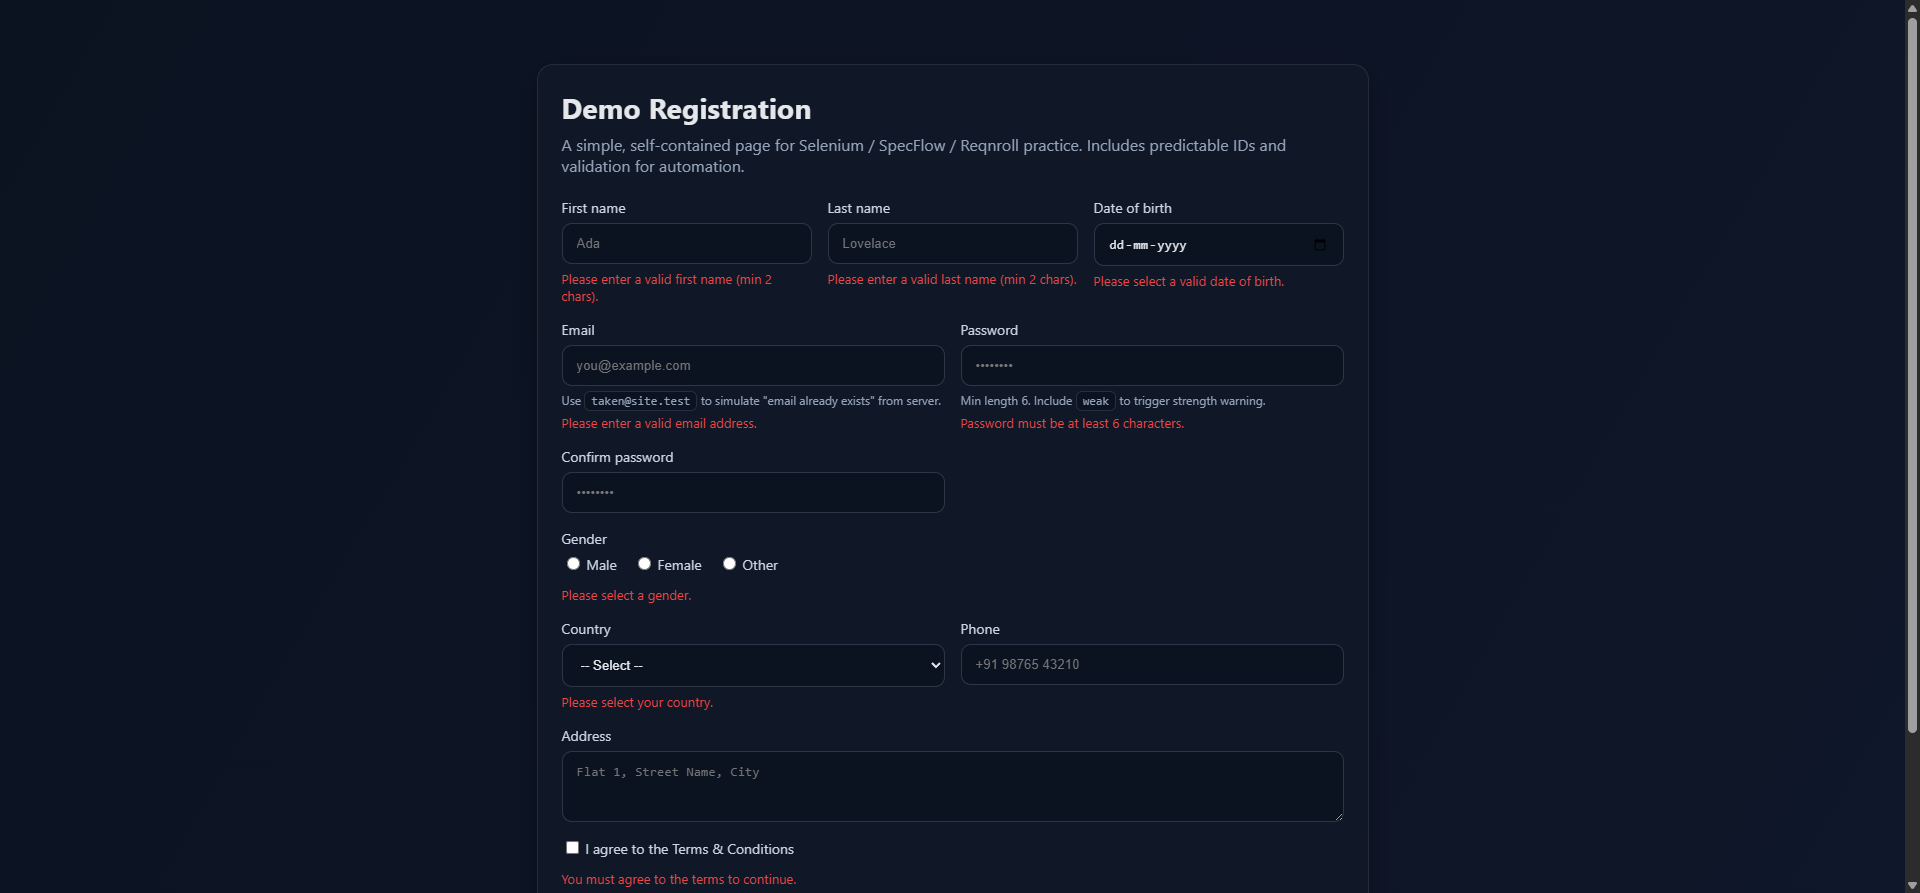 Demo Registration
A simple, self-contained page for Selenium / SpecFlow / Reqnroll practice. Includes predictable IDs and
validation for automation.
First name
Last name
Date of birth
Ada
Lovelace
dd-mm-yyyy
Please enter a valid first name (min 2
chars).
Please enter a valid last name (min 2 chars).
Please select a valid date of birth.
Email
Password
you@example.com
••••••••
Use taken@site.test to simulate "email already exists" from server.
Min length 6. Include weak to trigger strength warning.
Please enter a valid email address.
Password must be at least 6 characters.
Confirm password
••••••••
Gender
Male Female Other
Please select a gender.
Country
Phone
-- Select --
+91 98765 43210
Please select your country.
Address
Flat 1, Street Name, City
I agree to the Terms & Conditions
You must agree to the terms to continue.